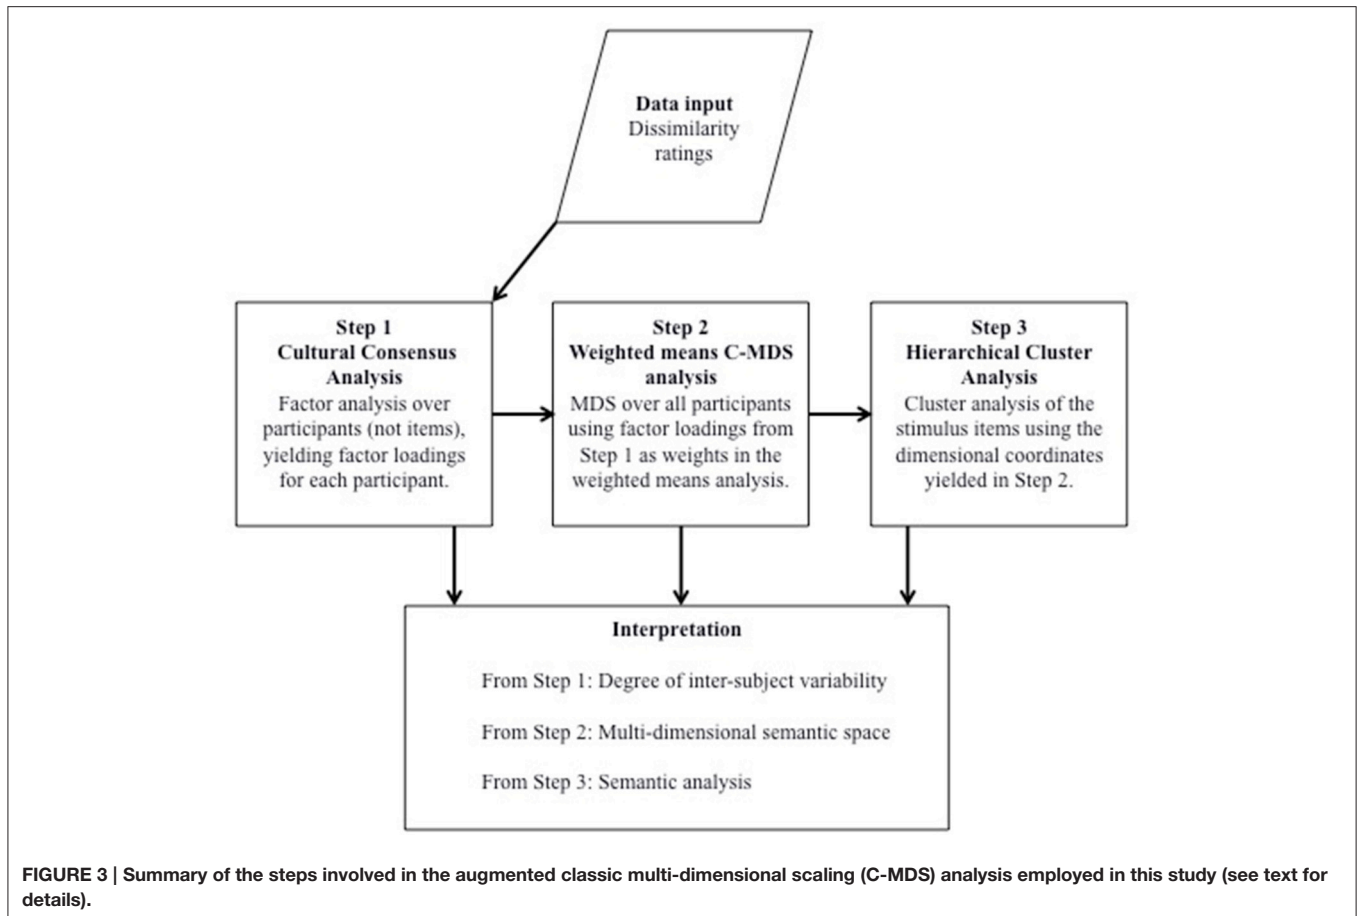 Data input
Dissimilarity
ratings
Step 1
Cultural Consensus
Analysis
Factor analysis over
participants (not items),
yielding factor loadings
for each participant.
Step 2
Weighted means C-MDS
analysis
MDS over all participants
using factor loadings from
Step 1 as weights in the
weighted means analysis.
Step 3
Hierarchical Cluster
Analysis
Cluster analysis of the
stimulus items using the
dimensional coordinates
yielded in Step 2.
Interpretation
From Step 1: Degree of inter-subject variability
From Step 2: Multi-dimensional semantic space
From Step 3: Semantic analysis
FIGURE 3 | Summary of the steps involved in the augmented classic multi-dimensional scaling (C-MDS) analysis employed in this study (see text for
details).